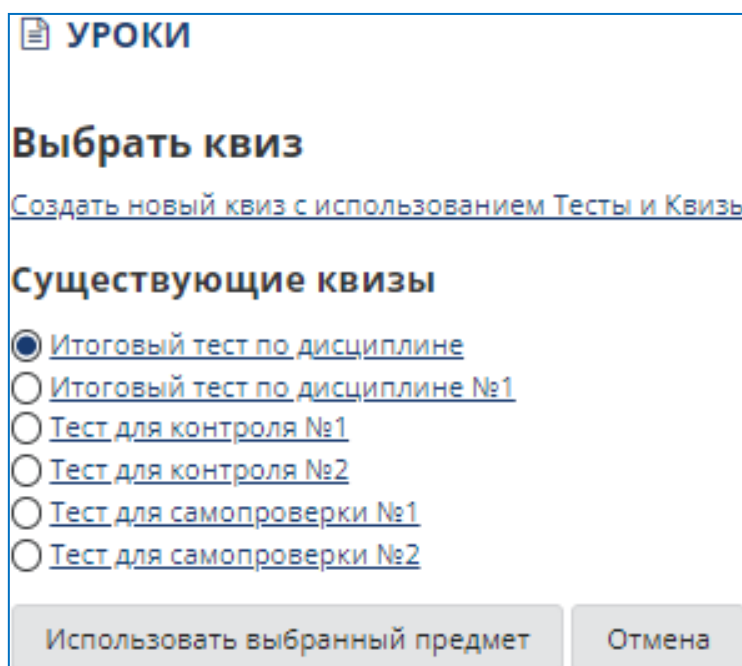 УРОКИ
Выбрать квиз
Создать новый квиз с использованием Тесты и Квизы
Существующие квизы
Итоговый тест по дисциплине
Итоговый тест по дисциплине №1
Тест для контроля №1
Тест для контроля №2
Тест для самопроверки №1
Тест для самопроверки №2
Использовать выбранный предмет Отмена